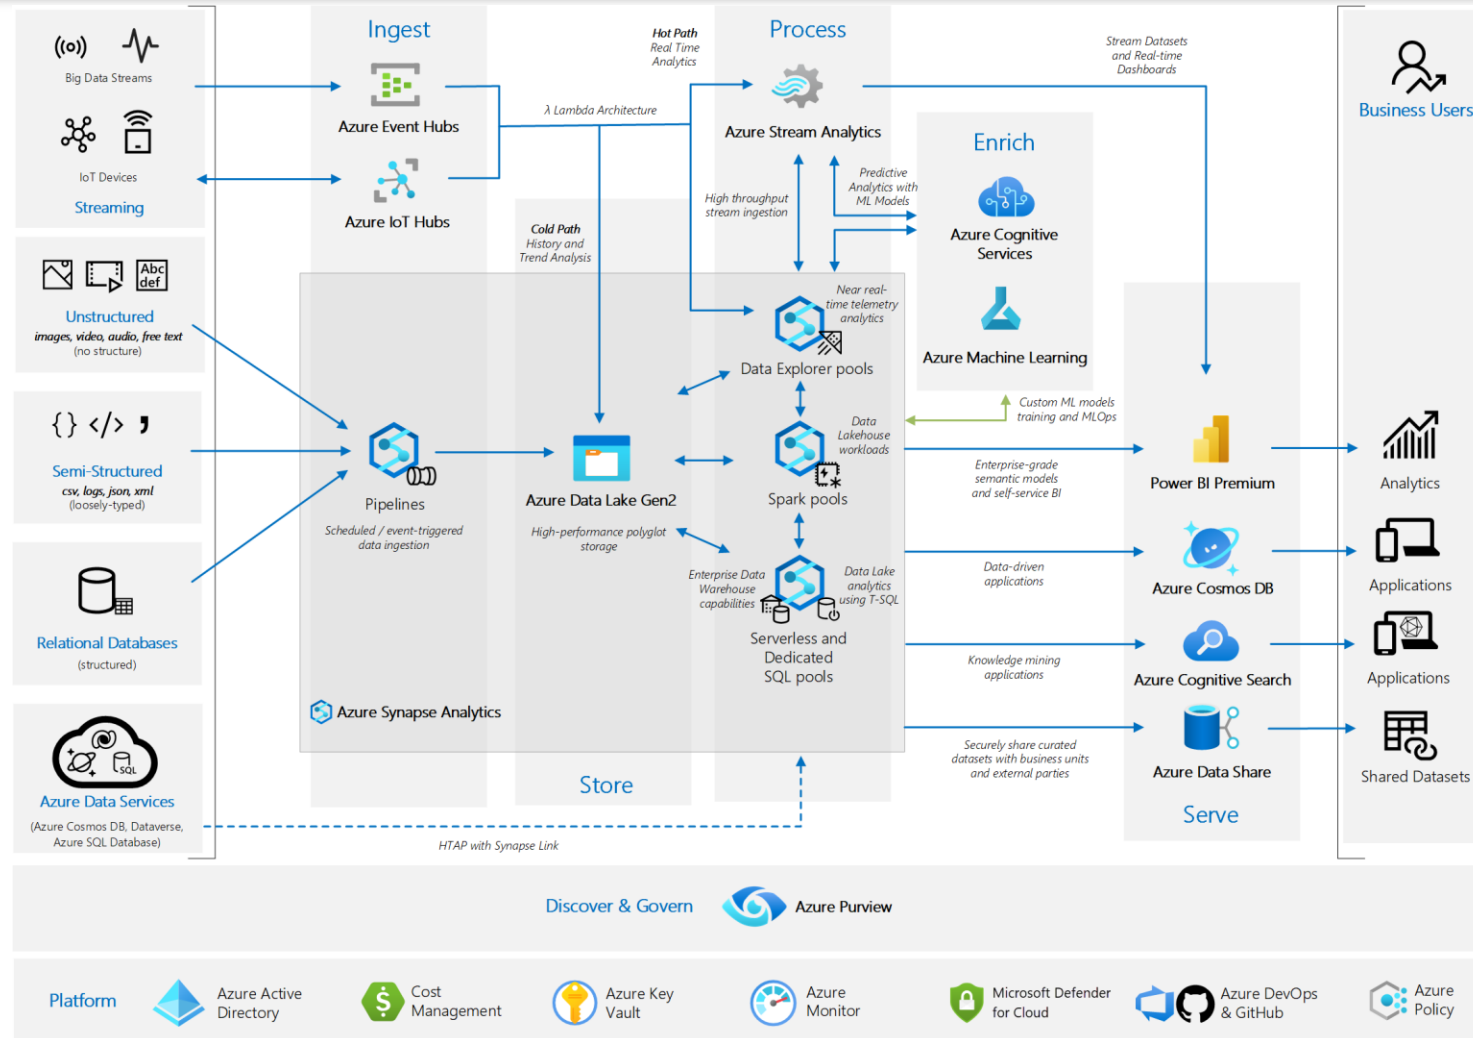 Ingest
Process
Hot Path
Real Time
Analytics
Stream Datasets
and Real-time
Dashboards
Big Data Streams
Business Users
λ Lambda Architecture
Azure Event Hubs
Azure Stream Analytics
Enrich
IoT Devices
Streaming
Azure IoT Hubs
Cold Path
History and
Trend Analysis
High throughput
stream ingestion
Predictive
Analytics with
ML Models
Azure Cognitive
Services
Abc
def
Unstructured
images, video, audio, free text
(no structure)
Near real-
time telemetry
analytics
Data Explorer pools
Azure Machine Learning
Custom ML models
training and MLOps
{ } </> ,
Semi-Structured
csv, logs, json, xml
(loosely-typed)
Pipelines
Scheduled / event-triggered
data ingestion
Azure Data Lake Gen2
High-performance polyglot
storage
Data
Lakehouse
workloads
Spark pools
Enterprise-grade
semantic models
and self-service BI
Power BI Premium
Analytics
Enterprise Data
Warehouse
capabilities
Data Lake
analytics
using T-SQL
Serverless and
Dedicated
SQL pools
Data-driven
applications
Azure Cosmos DB
Applications
Relational Databases
(structured)
Knowledge mining
applications
Azure Cognitive Search
Applications
Azure Synapse Analytics
SQL
Azure Data Services
(Azure Cosmos DB, Dataverse,
Azure SQL Database)
Store
Securely share curated
datasets with business units
and external parties
Azure Data Share
Shared Datasets
Serve
HTAP with Synapse Link
Discover & Govern
Azure Purview
Platform
Azure Active
Directory
$
Cost
Management
Azure Key
Vault
Azure
Monitor
Microsoft Defender
for Cloud
Azure DevOps
& GitHub
Azure
Policy